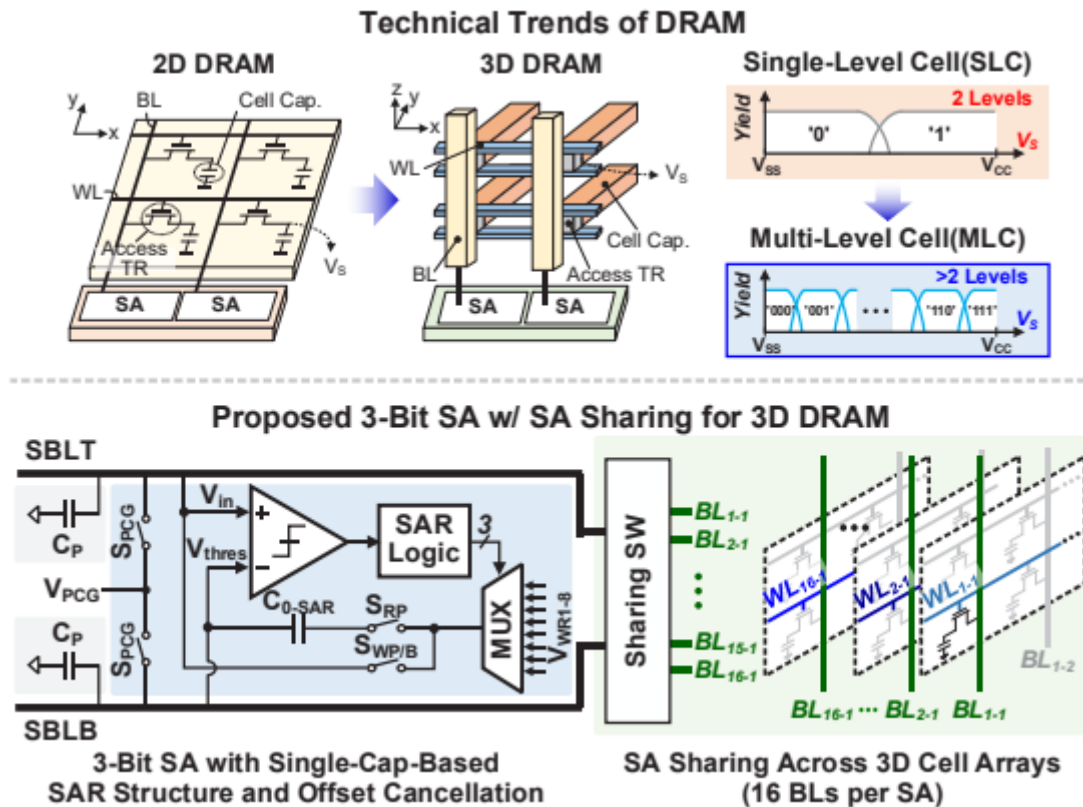 Technical Trends of DRAM
2D DRAM
y
x
BL
Cell Cap.
WL
Access
TR
VS
SA
SA
3D DRAM
z
y
x
WL
VS
Cell Cap.
BL
Access TR
SA
SA
Single-Level Cell(SLC)
2 Levels
Yield
'0'
'1'
VS
VSS
VCC
Multi-Level Cell(MLC)
>2 Levels
Yield
"000"
"001"
•••
"110"
"111"
VS
VSS
VCC
Proposed 3-Bit SA w/ SA Sharing for 3D DRAM
SBLT
CP
SPCG
Vin
+
Vthres
−
SAR
Logic
3
VPCG
C0-SAR
SRP
SWP/B
MUX
VWR1-8
CP
SPCG
SBLB
Sharing SW
BL1-1
BL2-1
BL15-1
BL16-1
•••
WL16-1
WL2-1
WL1-1
BL1-2
BL16-1 ••• BL2-1 BL1-1
3-Bit SA with Single-Cap-Based
SAR Structure and Offset Cancellation
SA Sharing Across 3D Cell Arrays
(16 BLs per SA)